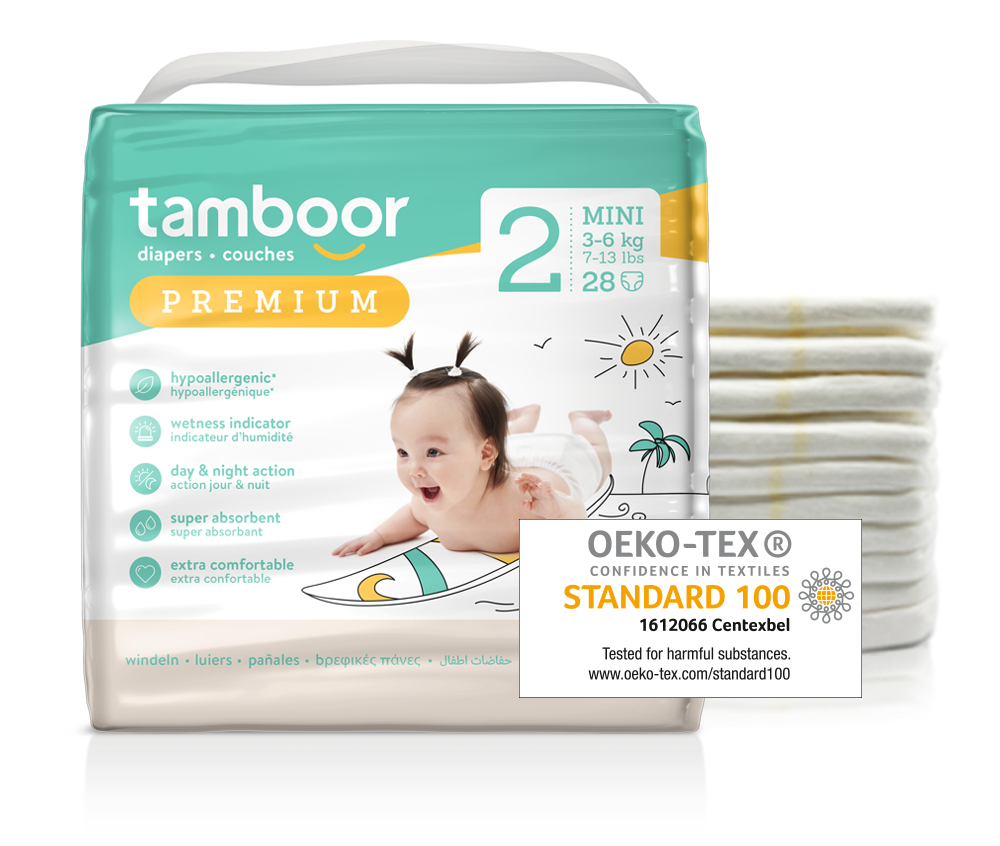 tamboor
diapers • couches
PREMIUM
2
MINI
3-6 kg
7-13 lbs
28
hypoallergenic*
hypoallergénique*
wetness indicator
indicateur d'humidité
day & night action
action jour & nuit
super absorbent
super absorbant
extra comfortable
extra confortable
windeln • luiers • pañales • βρεφικές πάνες • حفاضات اطفال
OEKO-TEX®
CONFIDENCE IN TEXTILES
STANDARD 100
1612066 Centexbel
Tested for harmful substances.
www.oeko-tex.com/standard100